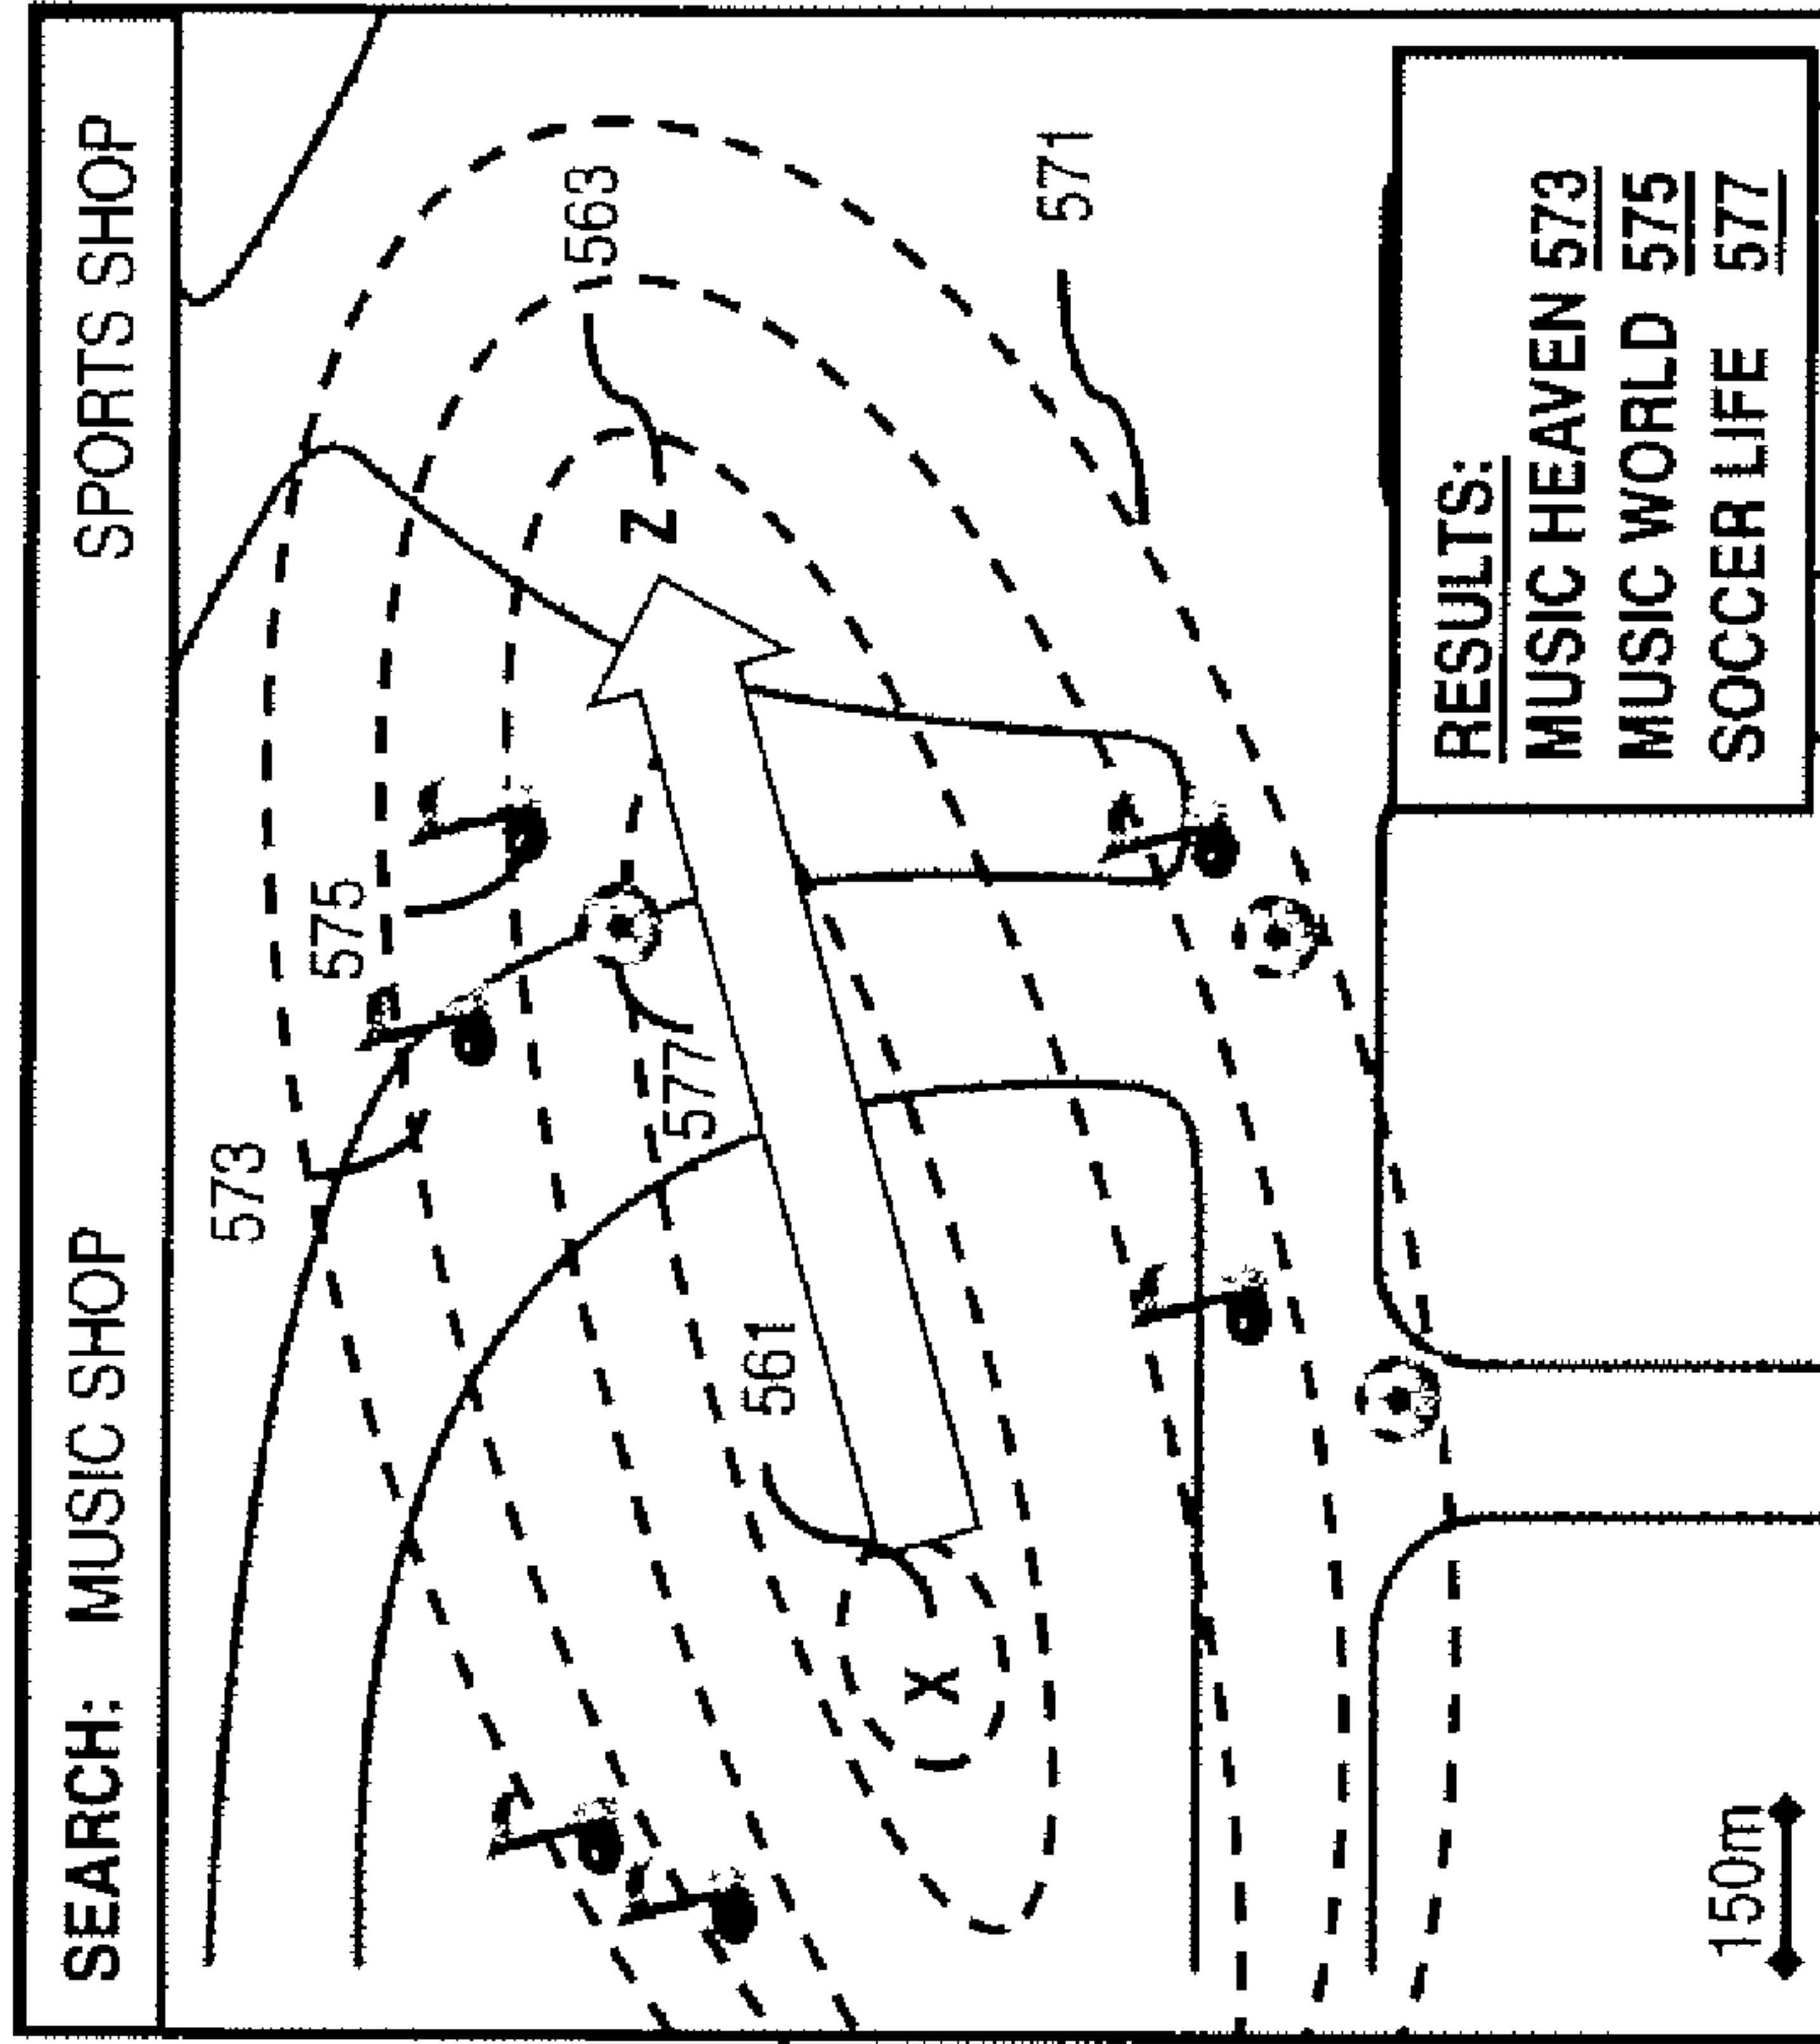 SEARCH: MUSIC SHOP SPORTS SHOP
573
575
563
577
561
Z
X
571
RESULTS:
MUSIC HEAVEN 573
MUSIC WORLD 575
SOCCER LIFE 577
150m